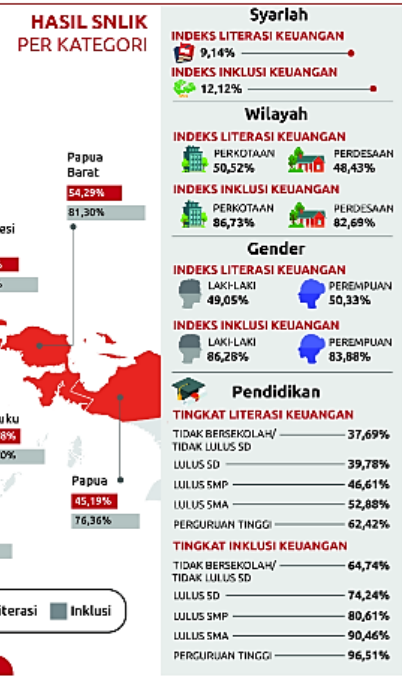 HASIL SNLIK
PER KATEGORI
Papua
Barat
54,29%
81,30%
Papua
45,19%
76,36%
Inklusi
Syariah
INDEKS LITERASI KEUANGAN
9,14%
INDEKS INKLUSI KEUANGAN
12,12%
Wilayah
INDEKS LITERASI KEUANGAN
PERKOTAAN
50,52%
PERDESAAN
48,43%
INDEKS INKLUSI KEUANGAN
PERKOTAAN
86,73%
PERDESAAN
82,69%
Gender
INDEKS LITERASI KEUANGAN
LAKI-LAKI
49,05%
PEREMPUAN
50,33%
INDEKS INKLUSI KEUANGAN
LAKI-LAKI
86,28%
PEREMPUAN
83,88%
Pendidikan
TINGKAT LITERASI KEUANGAN
TIDAK BERSEKOLAH/ 37,69%
TIDAK LULUS SD
LULUS SD 39,78%
LULUS SMP 46,61%
LULUS SMA 52,88%
PERGURUAN TINGGI 62,42%
TINGKAT INKLUSI KEUANGAN
TIDAK BERSEKOLAH/ 64,74%
TIDAK LULUS SD
LULUS SD 74,24%
LULUS SMP 80,61%
LULUS SMA 90,46%
PERGURUAN TINGGI 96,51%